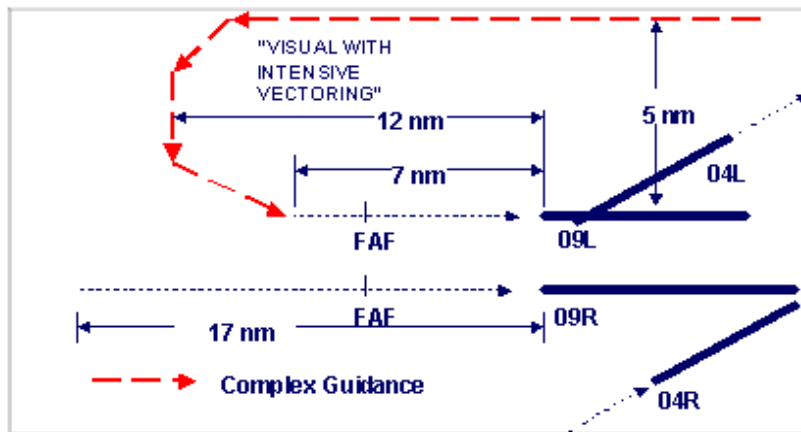 "VISUAL WITH
INTENSIVE
VECTORING"
12 nm
5 nm
7 nm
04L
FAF
09L
FAF
09R
17 nm
Complex Guidance
04R